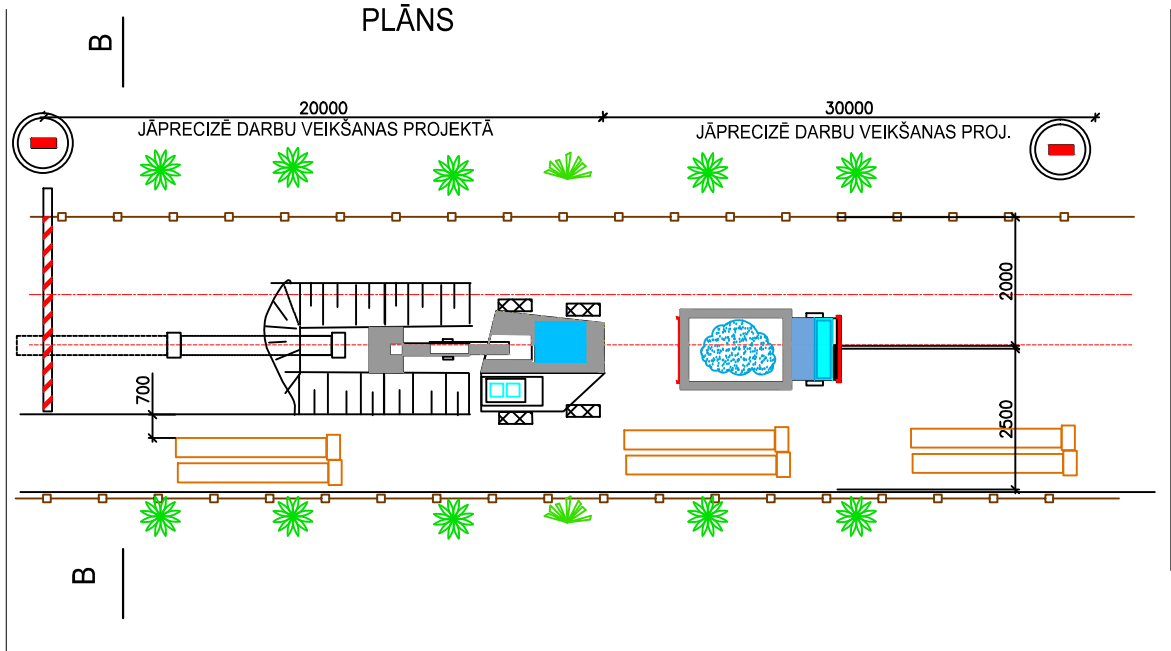 PLĀNS
B
20000
30000
JĀPRECIZĒ DARBU VEIKŠANAS PROJEKTĀ
JĀPRECIZĒ DARBU VEIKŠANAS PROJ.
2000
700
2500
B